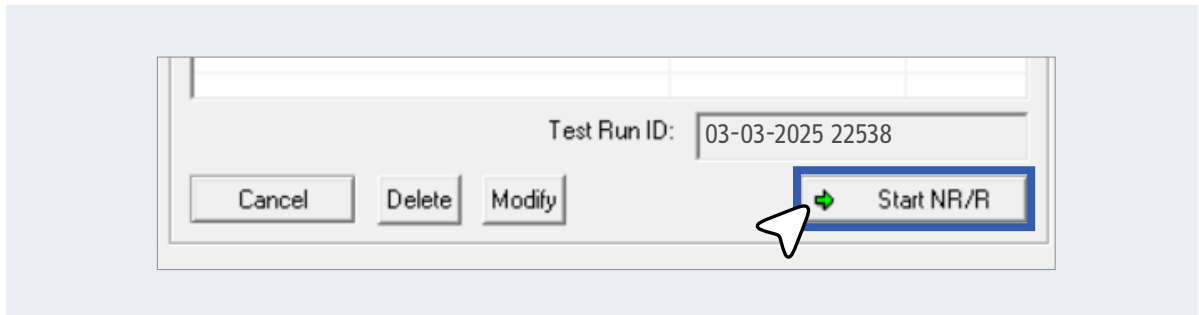 Test Run ID: 03-03-2025 22538
Cancel Delete Modify Start NR/R